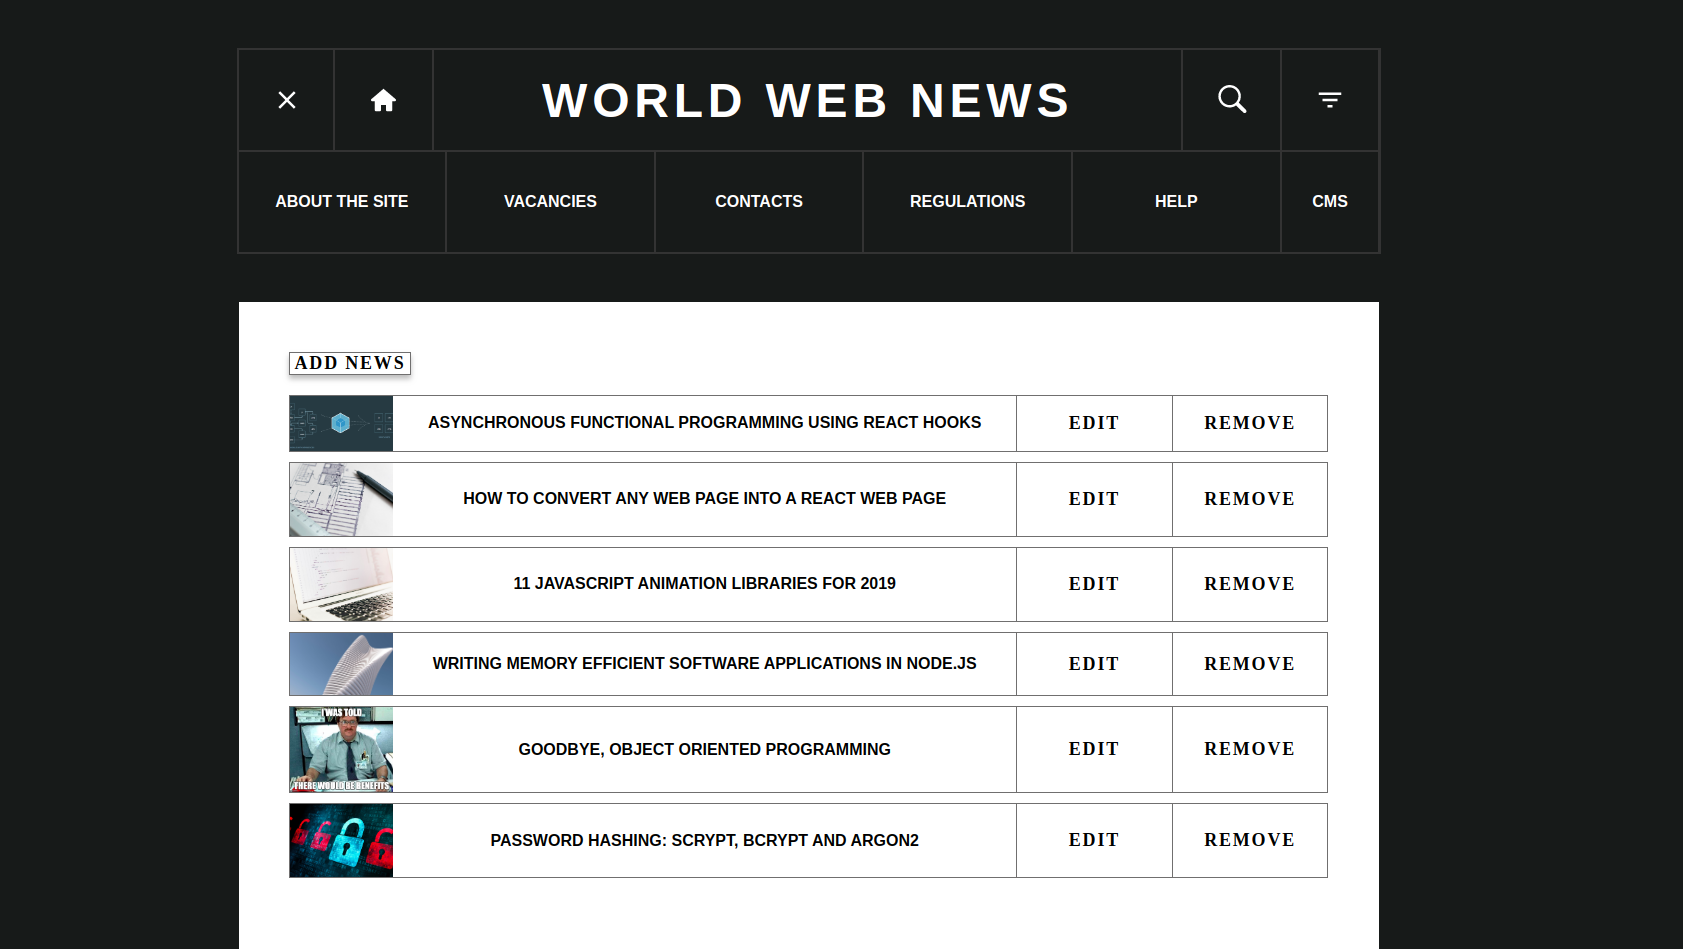 WORLD WEB NEWS
ABOUT THE SITE VACANCIES CONTACTS REGULATIONS HELP CMS
ADD NEWS
ASYNCHRONOUS FUNCTIONAL PROGRAMMING USING REACT HOOKS EDIT REMOVE
HOW TO CONVERT ANY WEB PAGE INTO A REACT WEB PAGE EDIT REMOVE
11 JAVASCRIPT ANIMATION LIBRARIES FOR 2019 EDIT REMOVE
WRITING MEMORY EFFICIENT SOFTWARE APPLICATIONS IN NODE.JS EDIT REMOVE
I WAS TOLD..
GOODBYE, OBJECT ORIENTED PROGRAMMING EDIT REMOVE
THERE WOULD BE BENEFITS
PASSWORD HASHING: SCRYPT, BCRYPT AND ARGON2 EDIT REMOVE